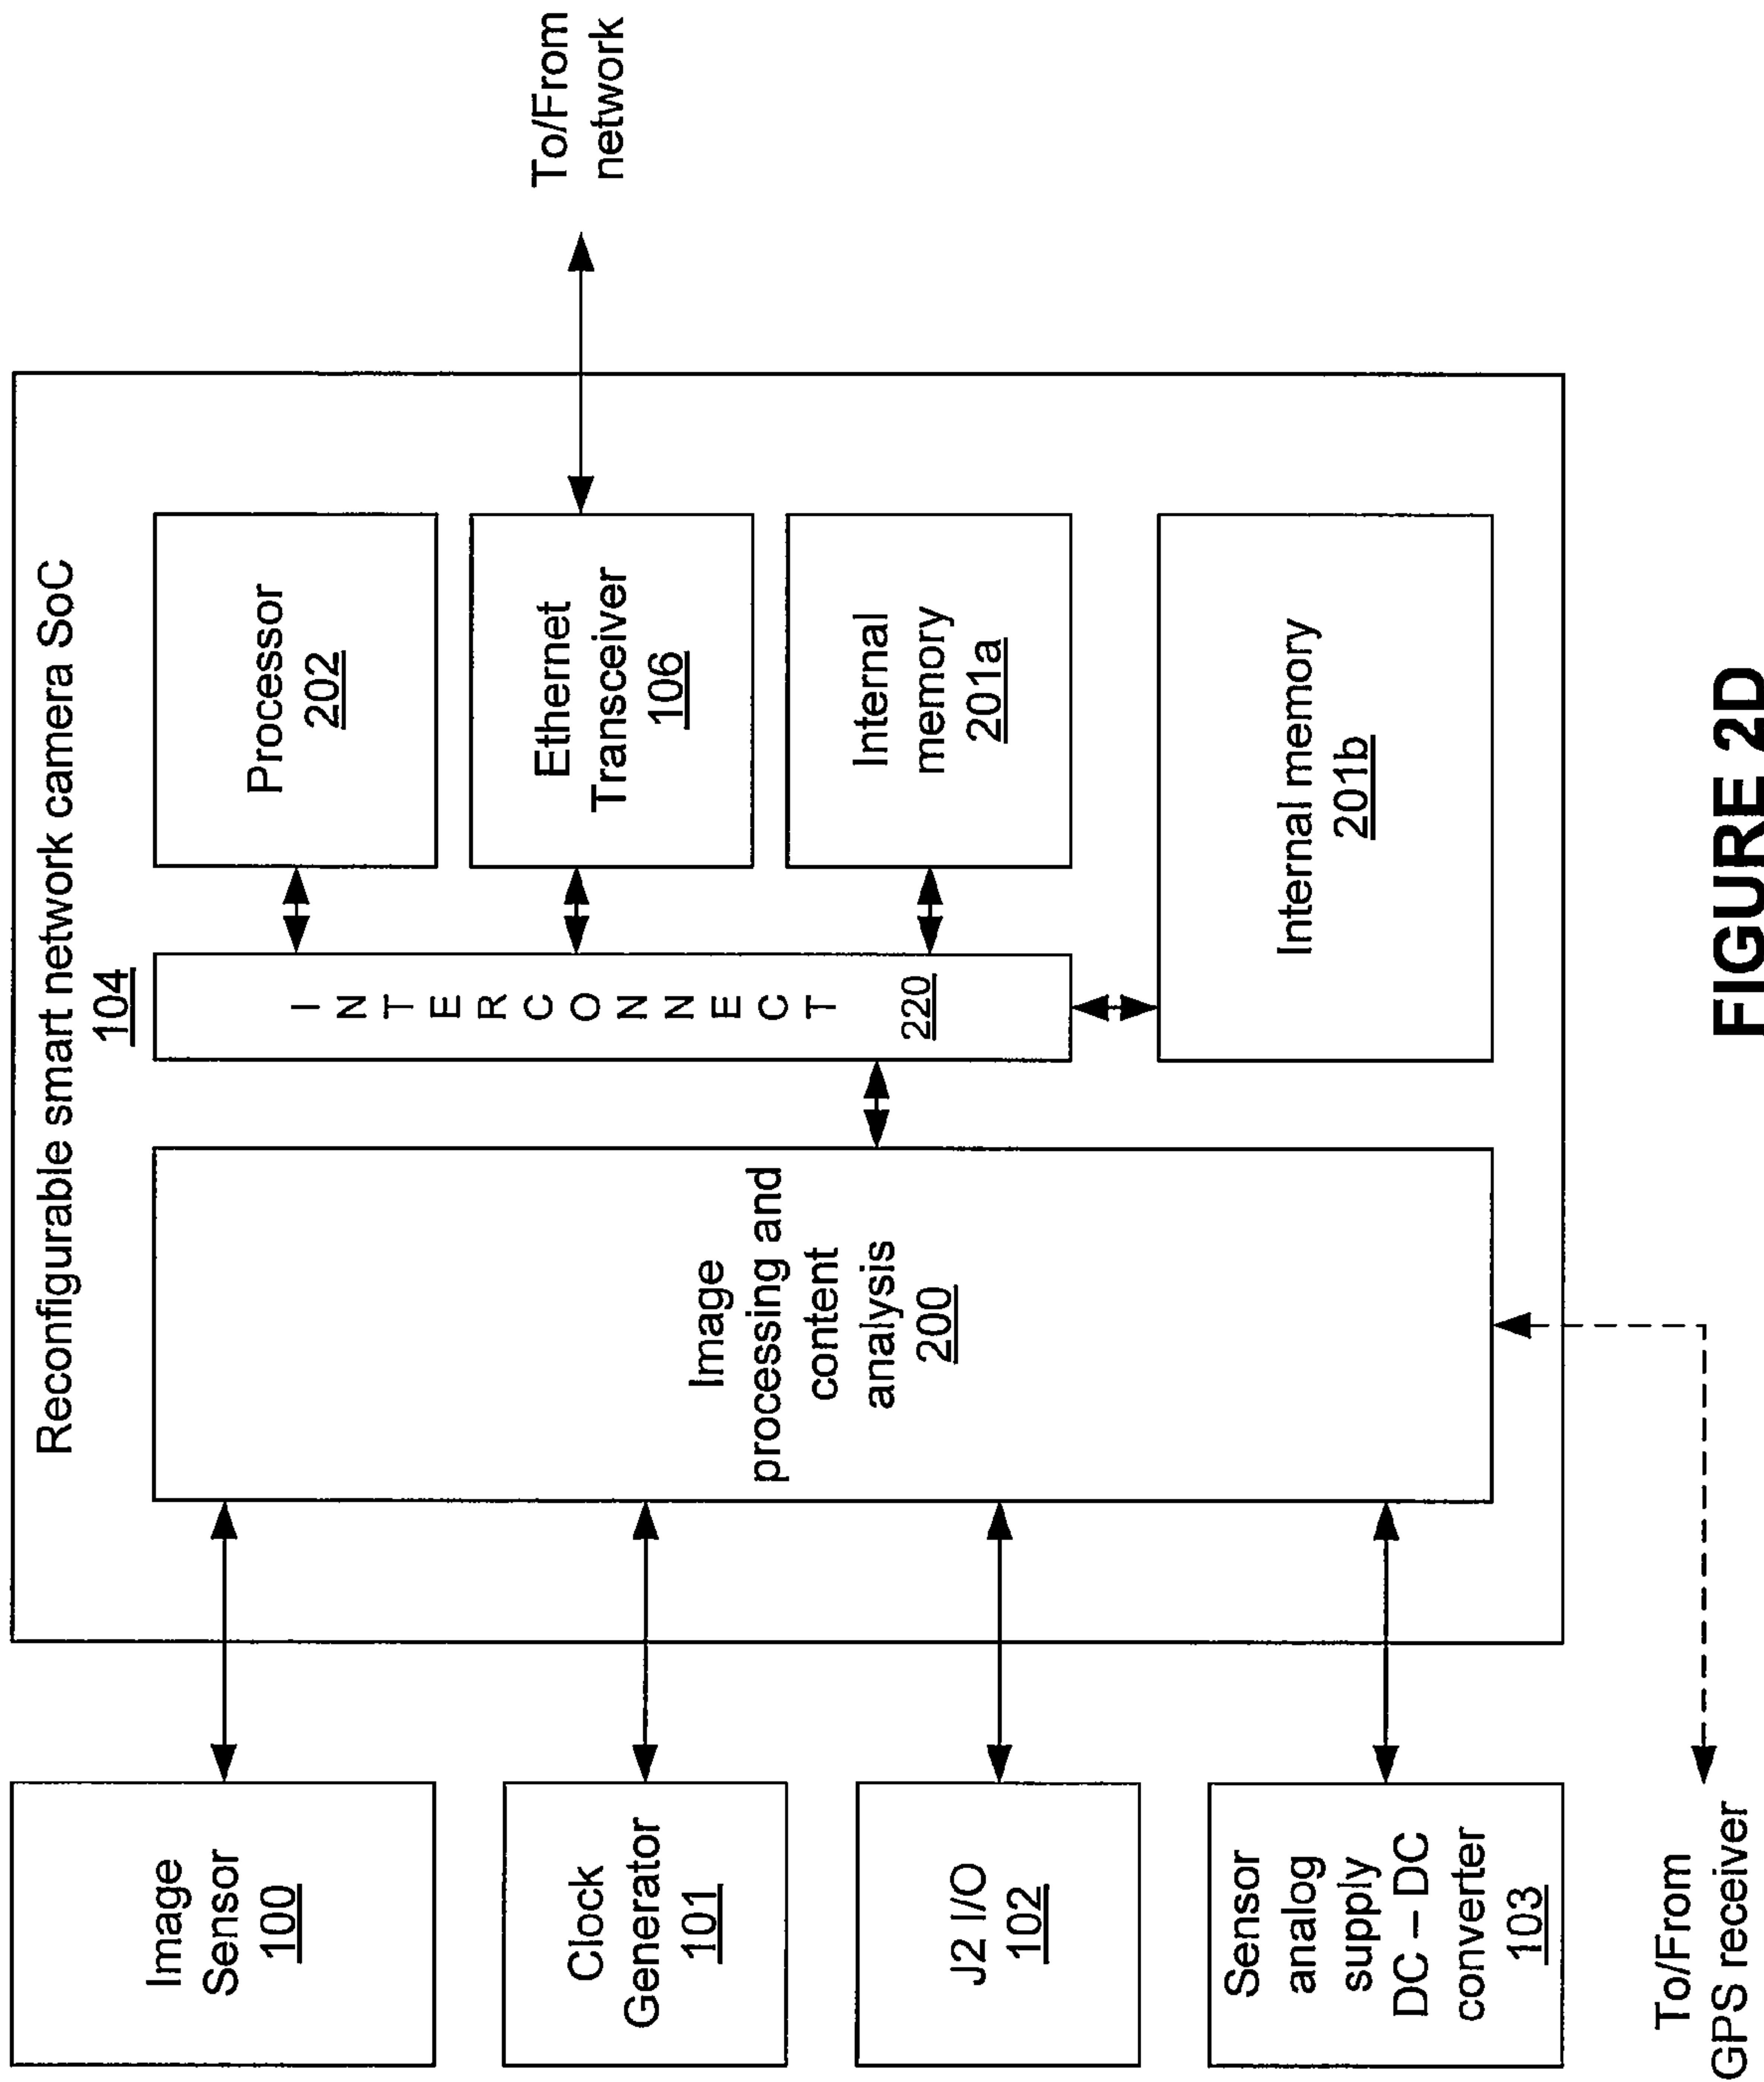 Reconfigurable smart network camera SoC
104
Image
Sensor
100
Clock
Generator
101
J2 I/O
102
Sensor
analog
supply
DC – DC
converter
103
To/From
GPS receiver
Image
processing and
content
analysis
200
INTERCONNECT
220
Processor
202
Ethernet
Transceiver
106
Internal
memory
201a
Internal memory
201b
To/From
network
FIGURE 2D